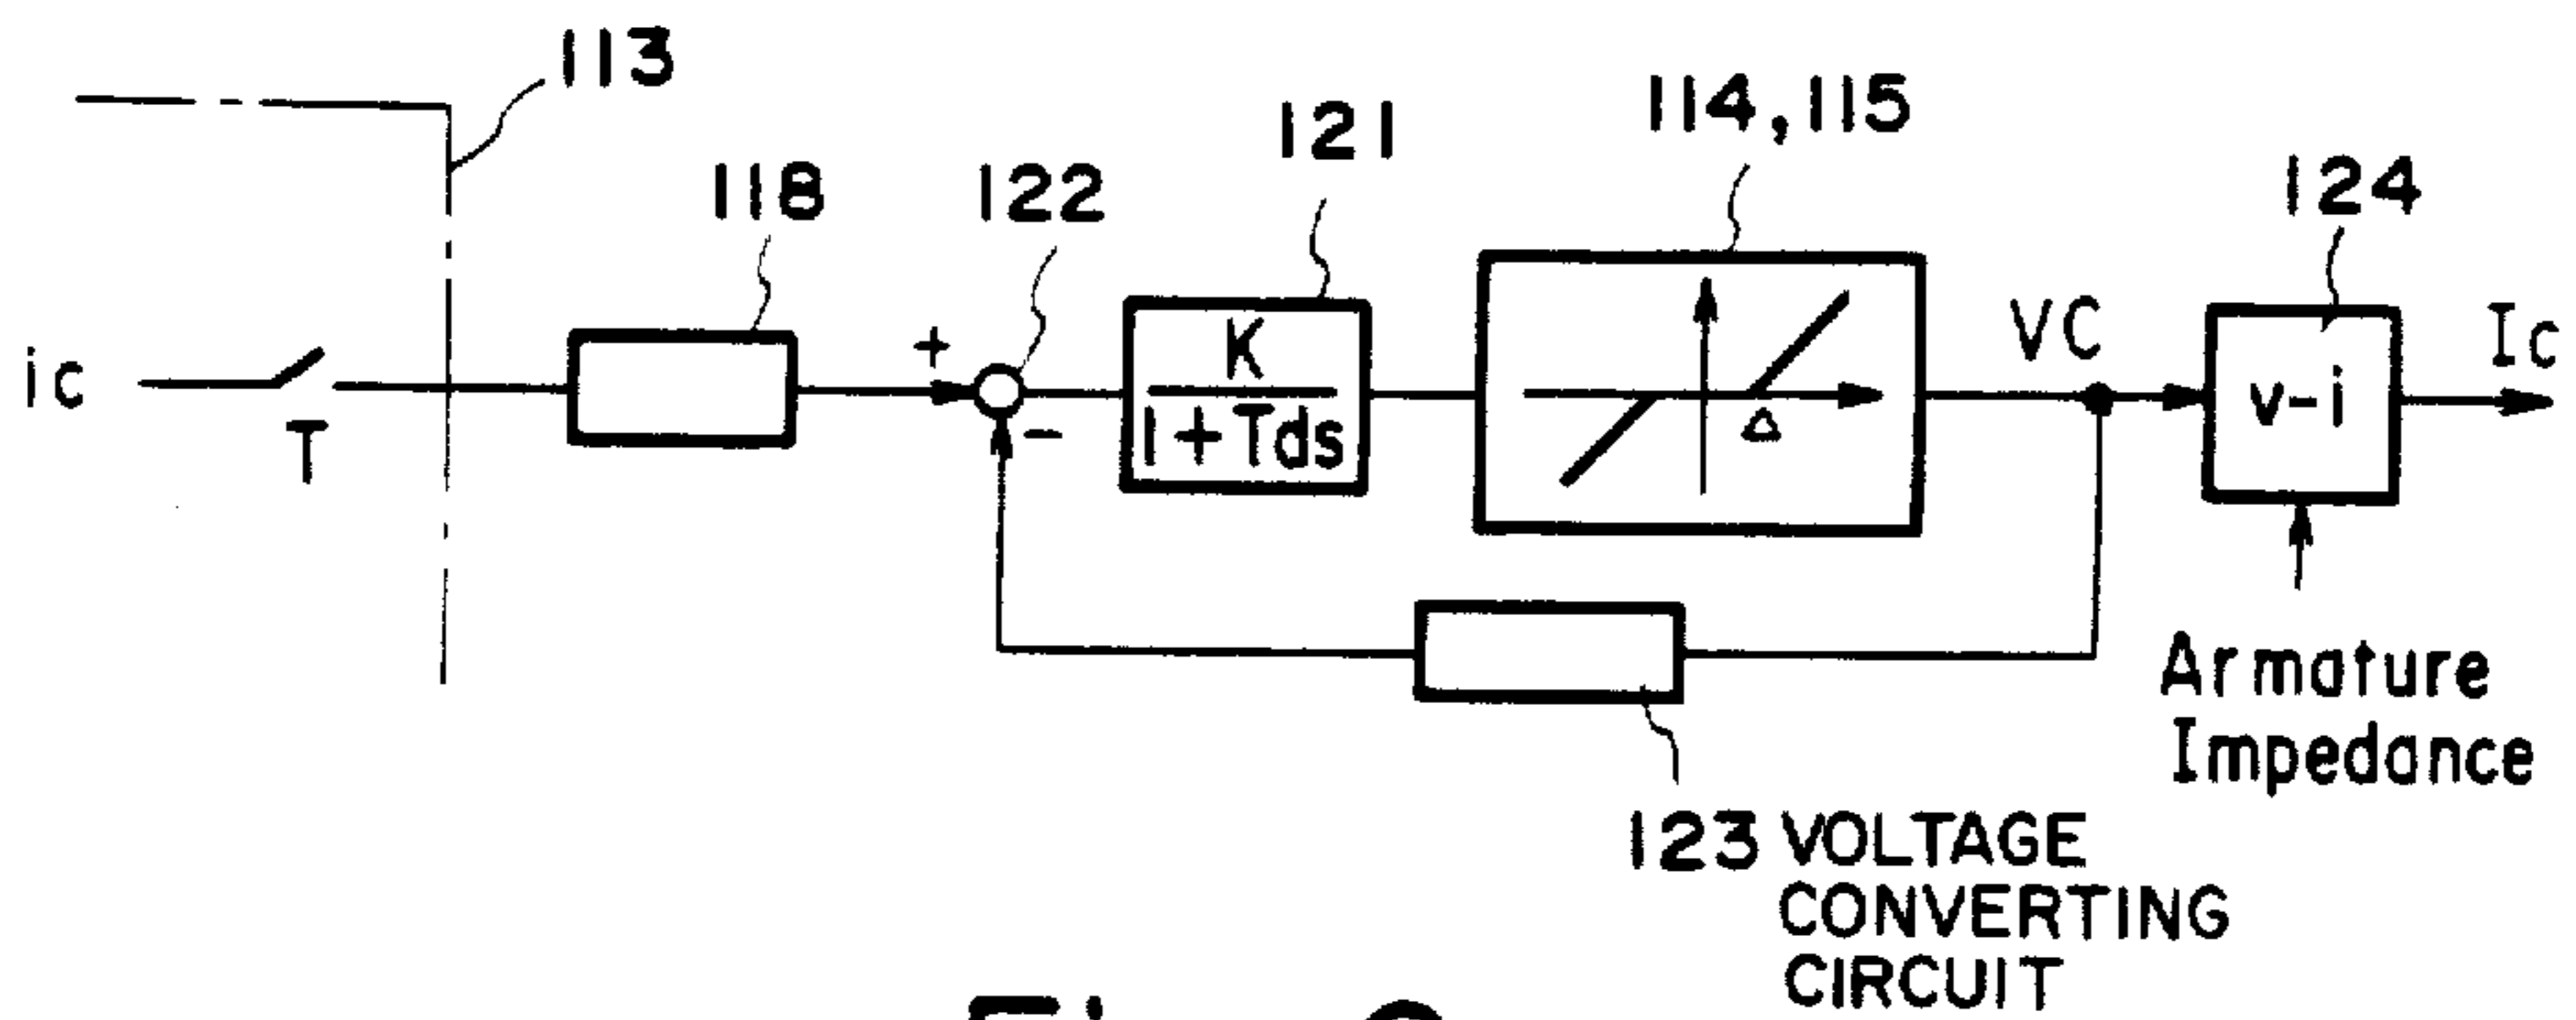 113
114,115
121
118
122
124
ic
T
+
-
K
1+Tds
Δ
VC
v-i
Ic
Armature
Impedance
123 VOLTAGE
CONVERTING
CIRCUIT